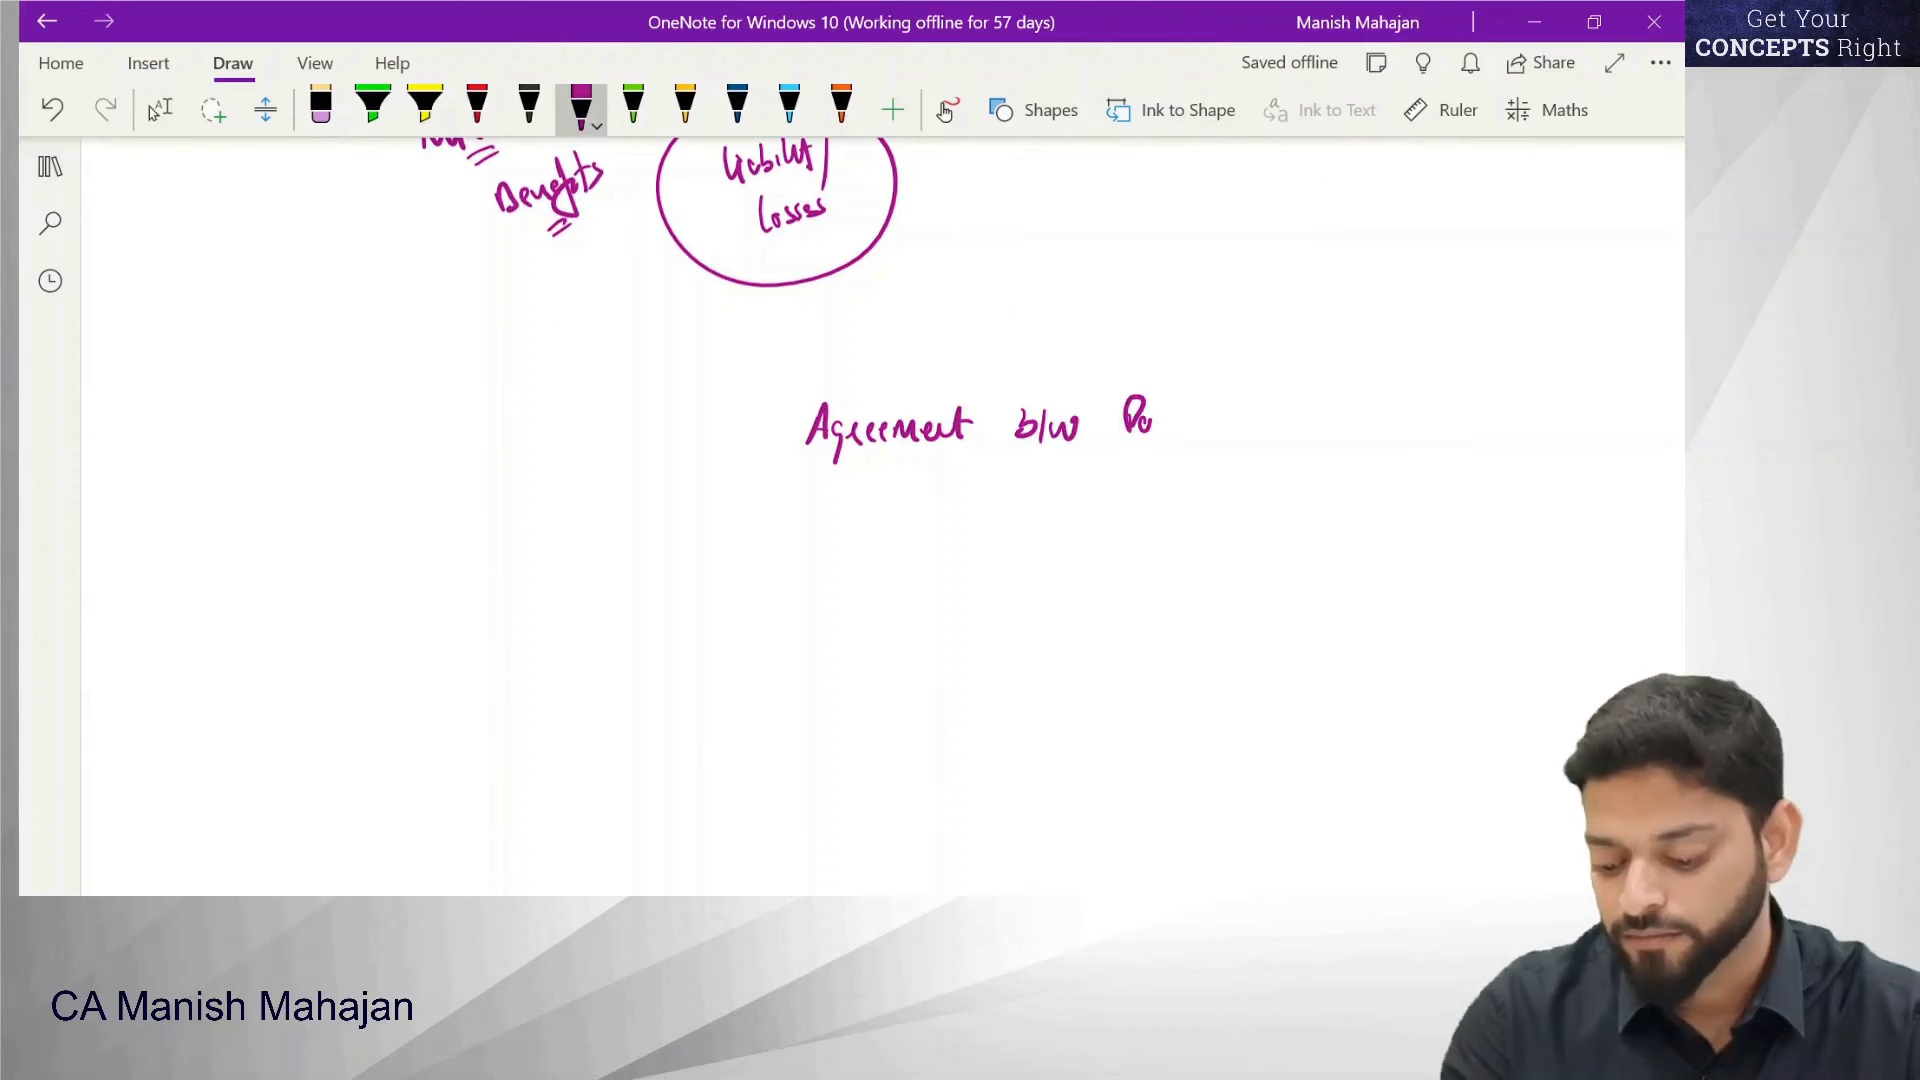 OneNote for Windows 10 (Working offline for 57 days)
Manish Mahajan
Get Your
CONCEPTS Right
Home Insert Draw View Help
Saved offline
Share
Shapes
Ink to Shape
Ink to Text
Ruler
Maths
Benefits
liability
losses
Agreement b/w Pa
CA Manish Mahajan